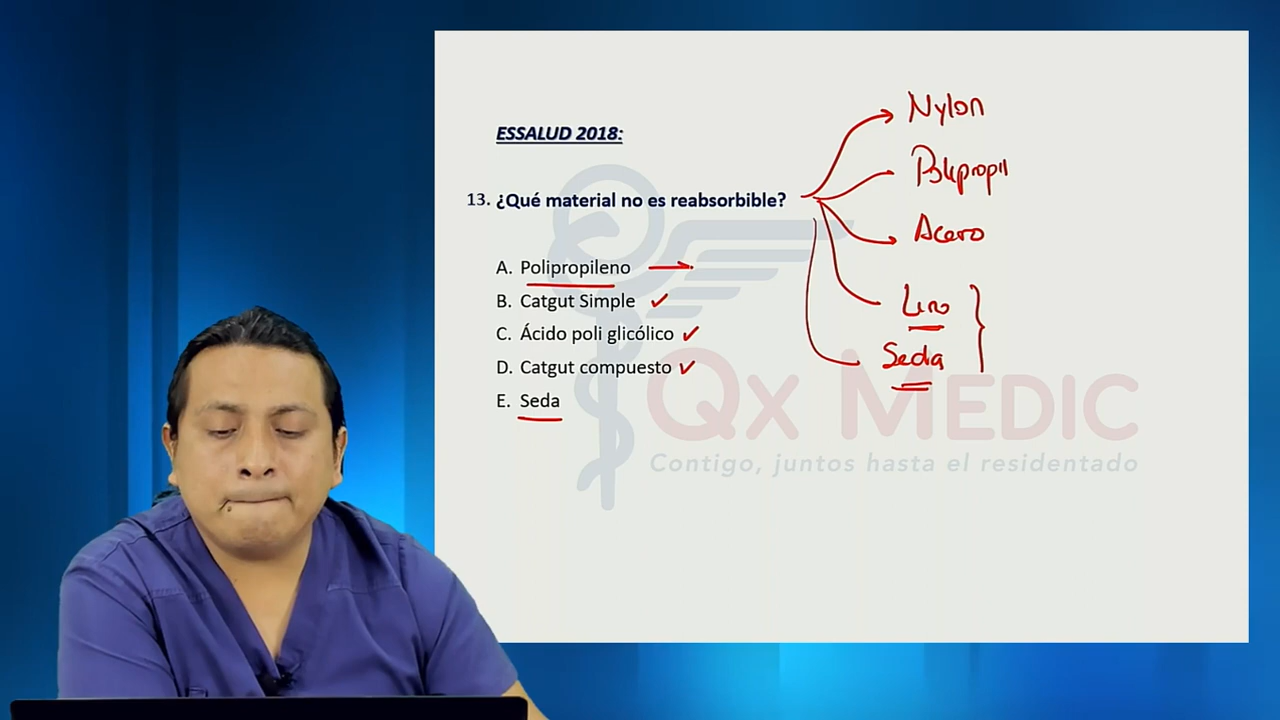 ESSALUD 2018:
13. ¿Qué material no es reabsorbible?
A. Polipropileno
B. Catgut Simple
C. Ácido poli glicólico
D. Catgut compuesto
E. Seda
Nylon
Polipropil
Acero
Lino
Seda
QX MEDIC
Contigo, juntos hasta el residentado